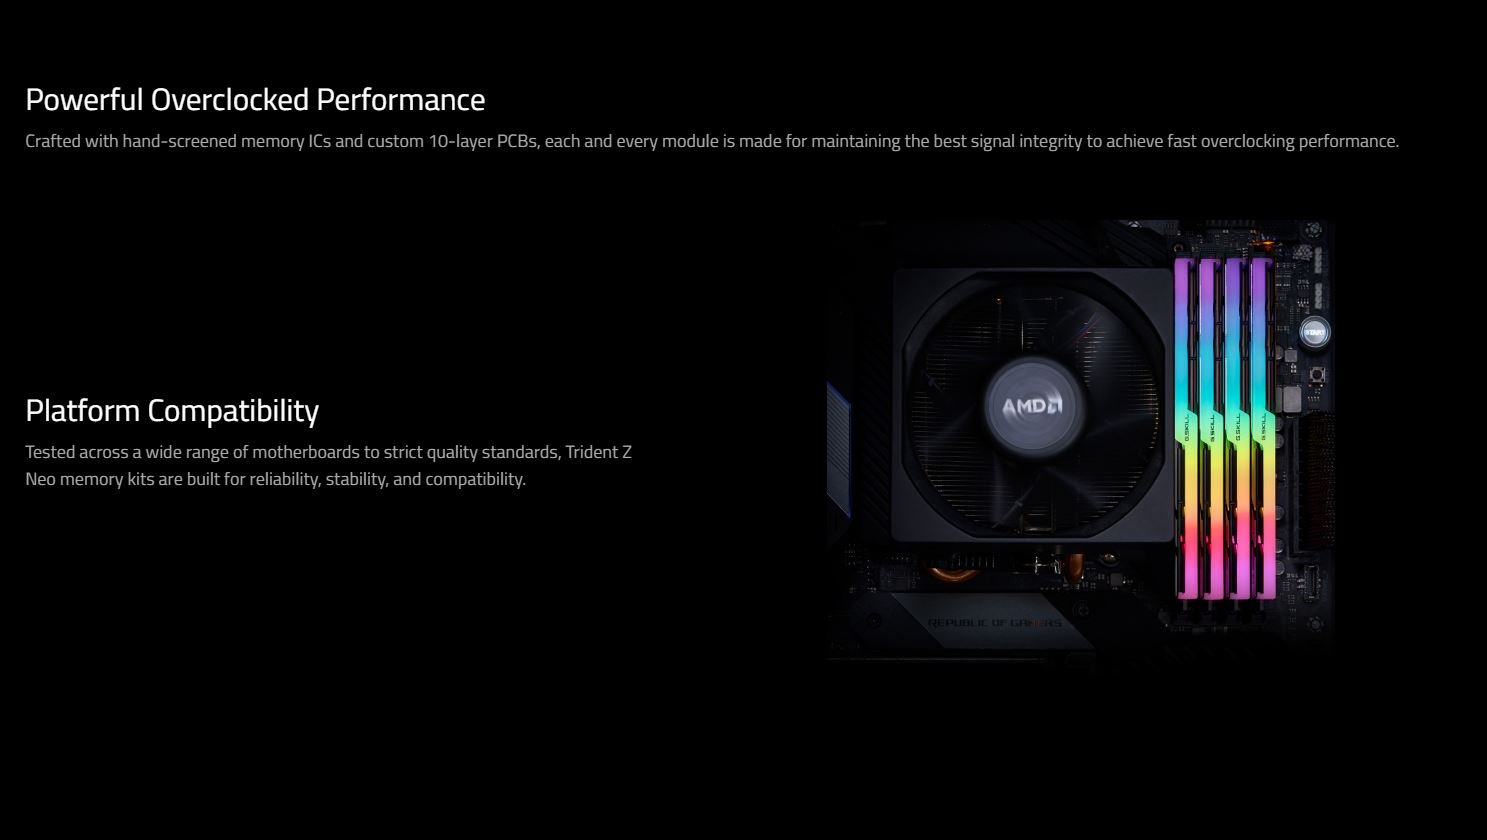 Powerful Overclocked Performance
Crafted with hand-screened memory ICs and custom 10-layer PCBs, each and every module is made for maintaining the best signal integrity to achieve fast overclocking performance.
Platform Compatibility
Tested across a wide range of motherboards to strict quality standards, Trident Z
Neo memory kits are built for reliability, stability, and compatibility.
START
AMD
G.SKILL
G.SKILL
G.SKILL
G.SKILL
REPUBLIC OF GAMERS